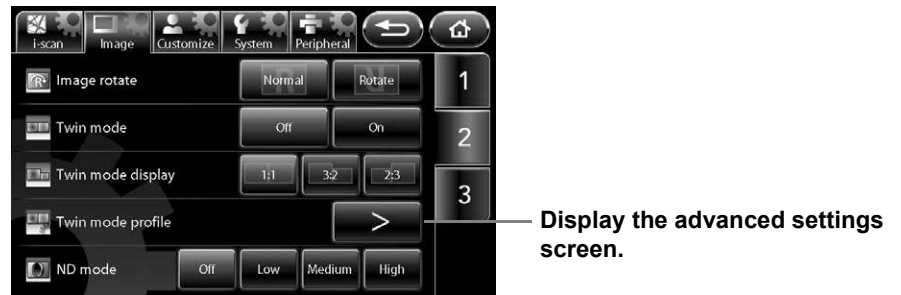 i-scan Image Customize System Peripheral
Image rotate Normal Rotate 1
Twin mode Off On 2
Twin mode display 1:1 3:2 2:3
3
Twin mode profile >
Display the advanced settings
screen.
ND mode Off Low Medium High